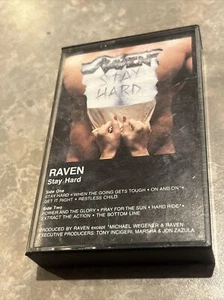 RAVEN
STAY
HARD
RAVEN
Stay Hard
Side One
STAY HARD • WHEN THE GOING GETS TOUGH • ON AND ON*•
GET IT RIGHT • RESTLESS CHILD
Side Two
POWER AND THE GLORY • PRAY FOR THE SUN • HARD RIDE*•
EXTRACT THE ACTION • THE BOTTOM LINE
PRODUCED BY RAVEN except *MICHAEL WEGENER & RAVEN
EXECUTIVE PRODUCERS: TONY INCIGERI, MARSHA & JON ZAZULA